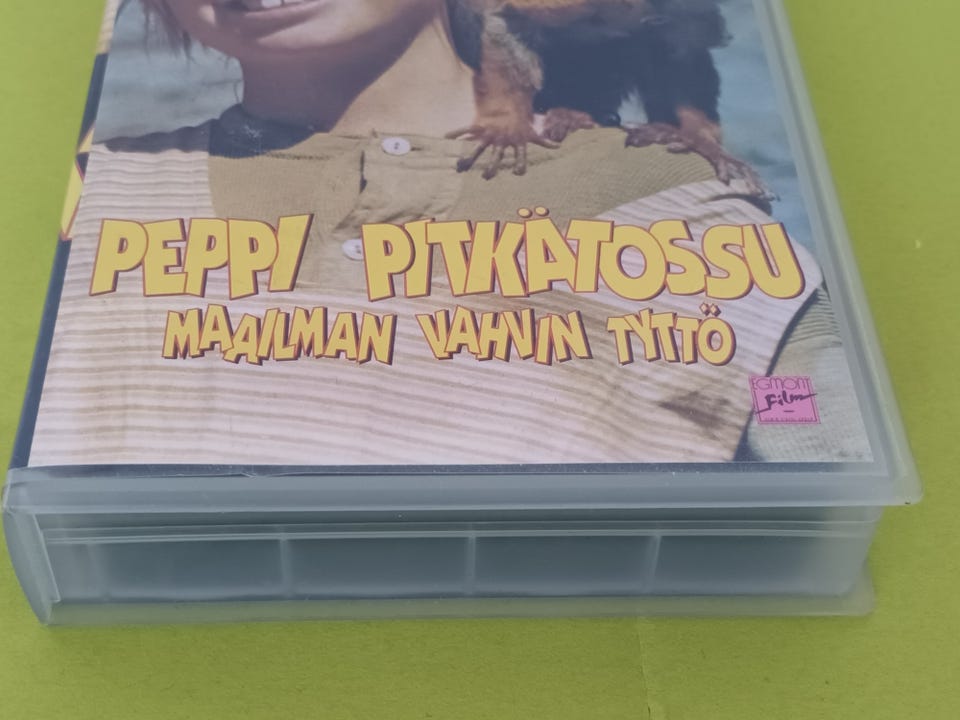 PEPPI PITKÄTOSSU
MAAILMAN VAHVIN TYTTÖ
EGMONT
Film